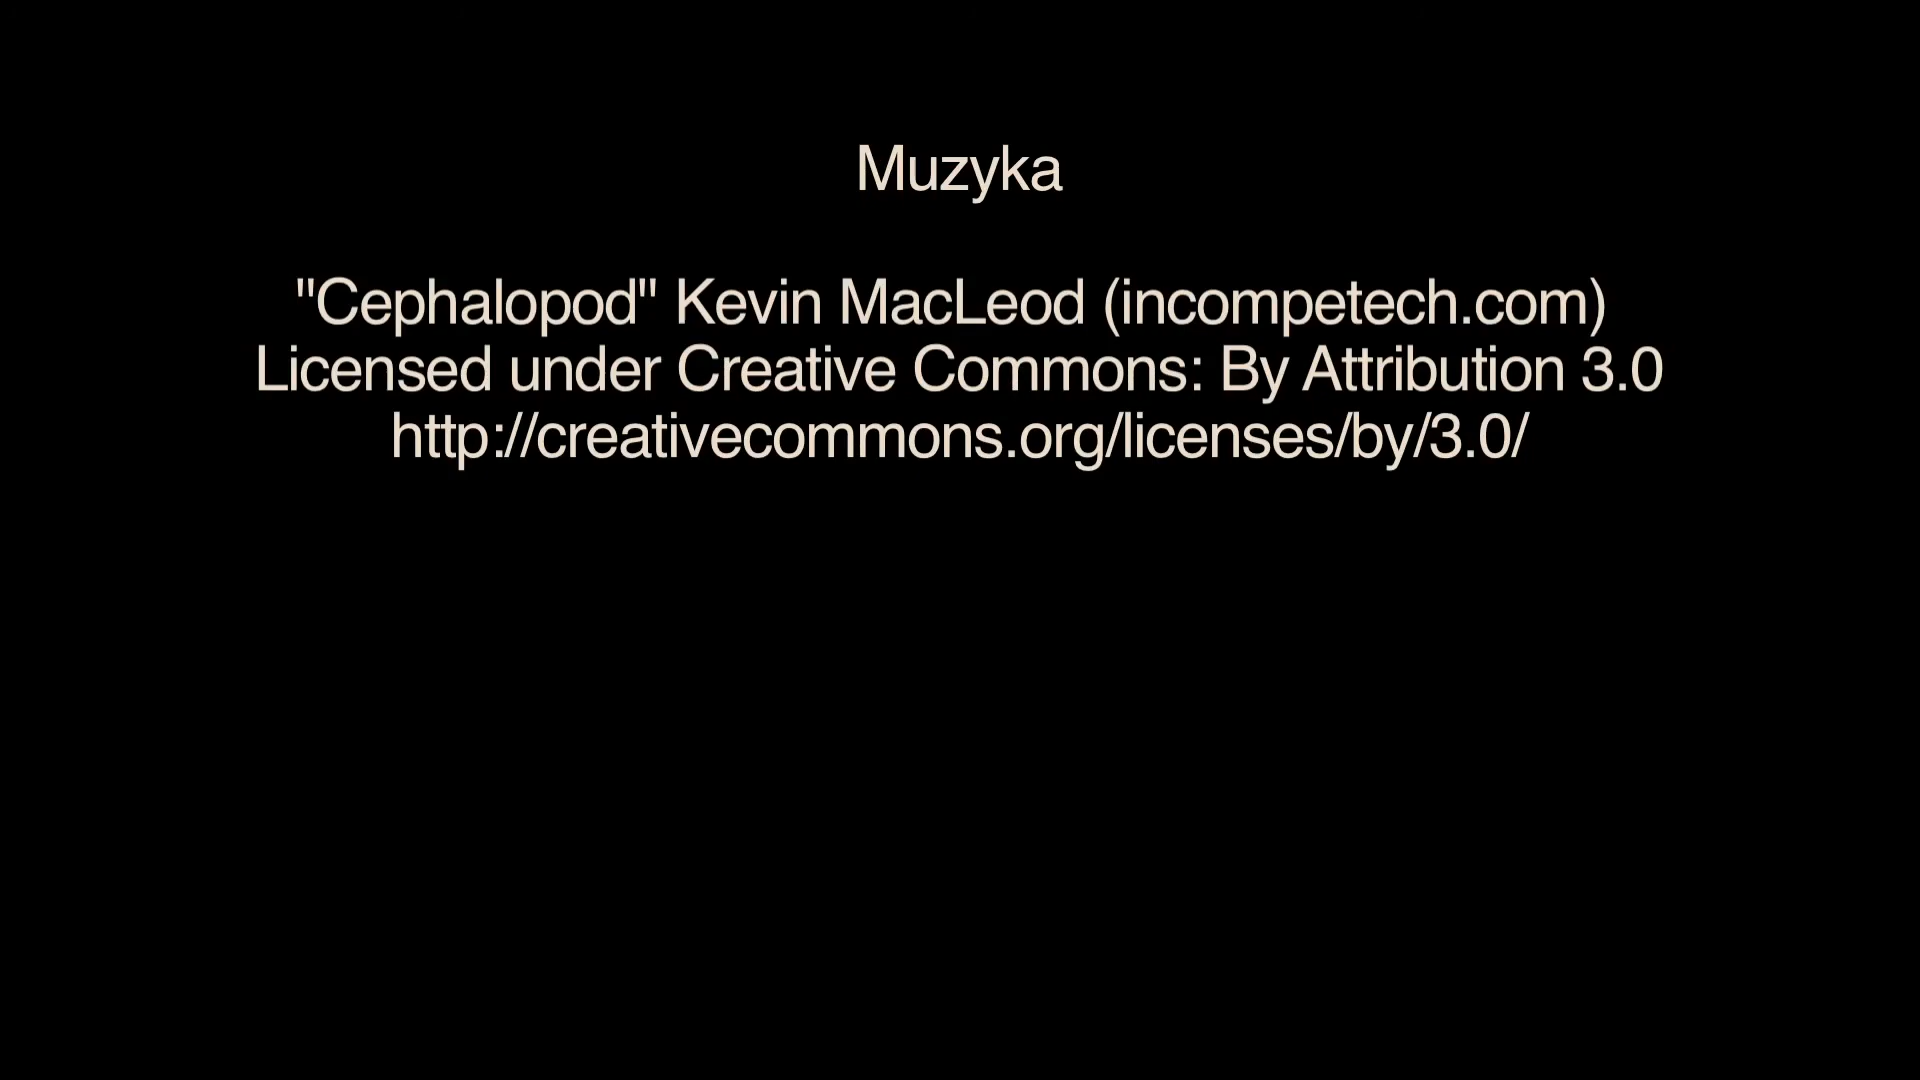 Muzyka
"Cephalopod" Kevin MacLeod (incompetech.com)
Licensed under Creative Commons: By Attribution 3.0
http://creativecommons.org/licenses/by/3.0/